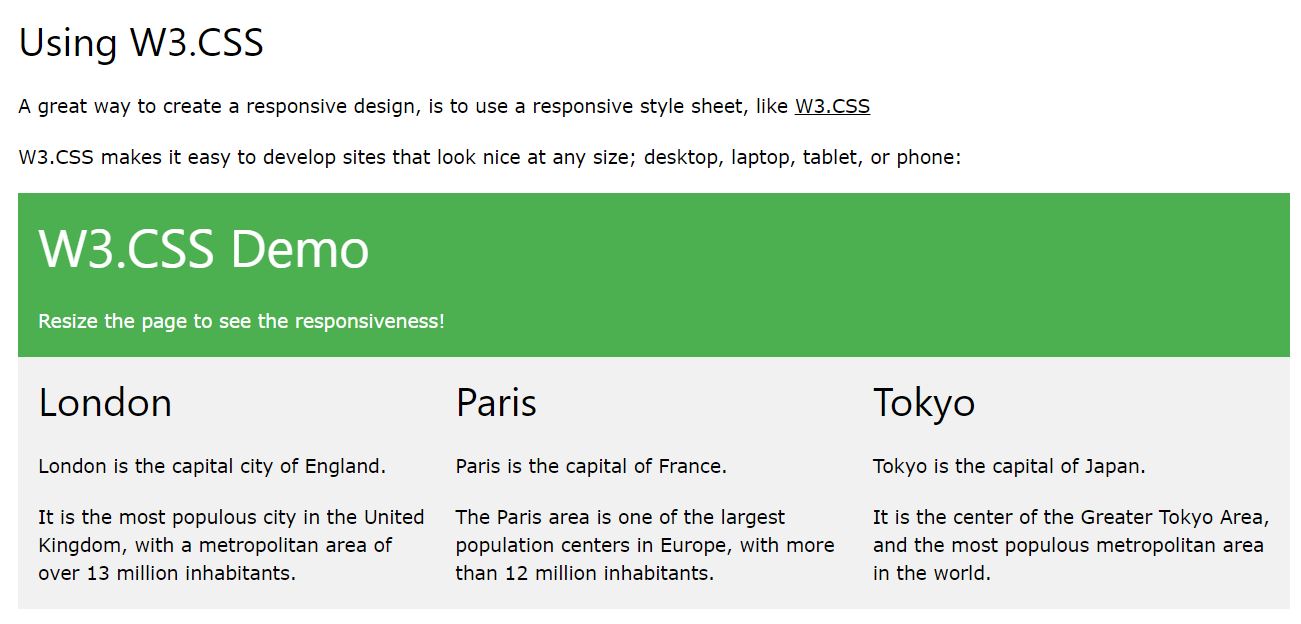 Using W3.CSS
A great way to create a responsive design, is to use a responsive style sheet, like W3.CSS
W3.CSS makes it easy to develop sites that look nice at any size; desktop, laptop, tablet, or phone:
W3.CSS Demo
Resize the page to see the responsiveness!
London
London is the capital city of England.
It is the most populous city in the United
Kingdom, with a metropolitan area of
over 13 million inhabitants.
Paris
Paris is the capital of France.
The Paris area is one of the largest
population centers in Europe, with more
than 12 million inhabitants.
Tokyo
Tokyo is the capital of Japan.
It is the center of the Greater Tokyo Area,
and the most populous metropolitan area
in the world.